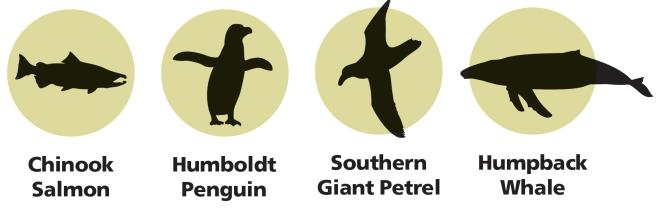 Chinook
Salmon
Humboldt
Penguin
Southern
Giant Petrel
Humpback
Whale